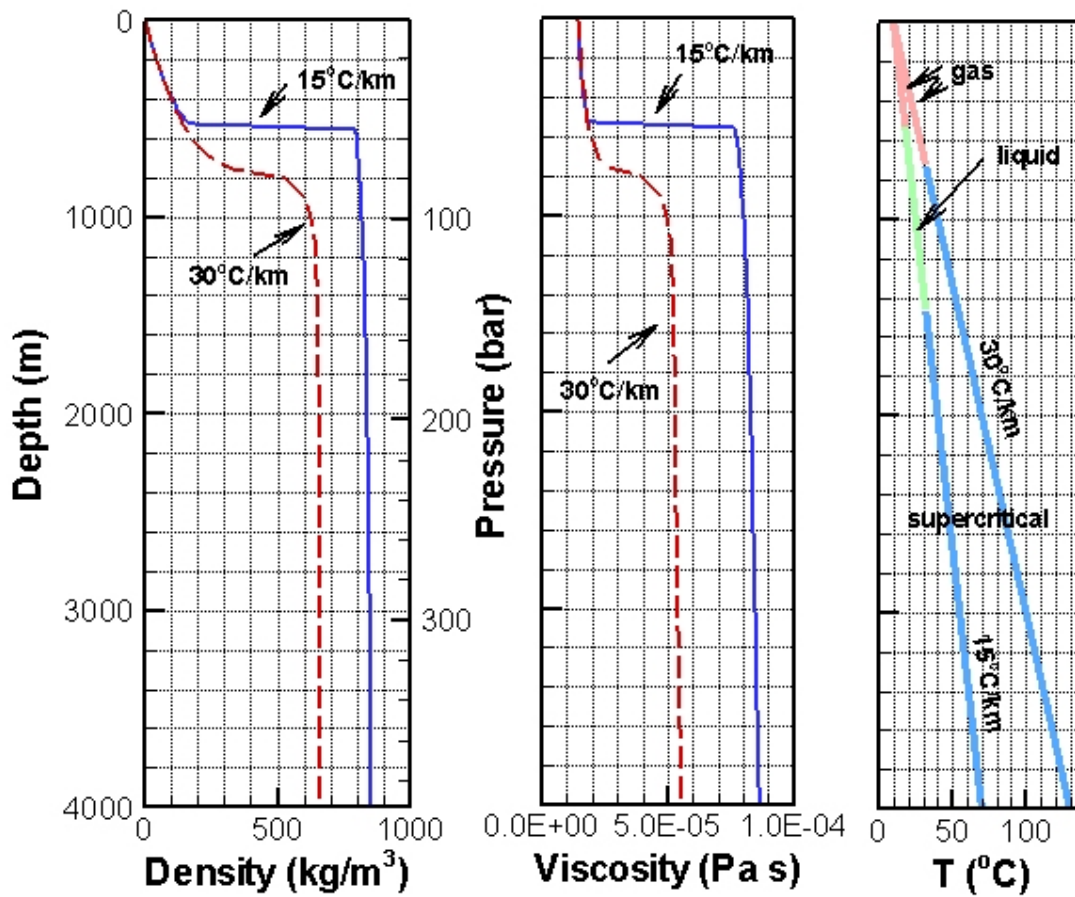 0
1000
2000
3000
4000
Depth (m)
15°C/km
30°C/km
0
500
1000
Density (kg/m³)
100
200
300
Pressure (bar)
15°C/km
30°C/km
0.0E+00
5.0E-05
1.0E-04
Viscosity (Pa s)
gas
liquid
30°C/km
supercritical
15°C/km
0
50
100
T (°C)